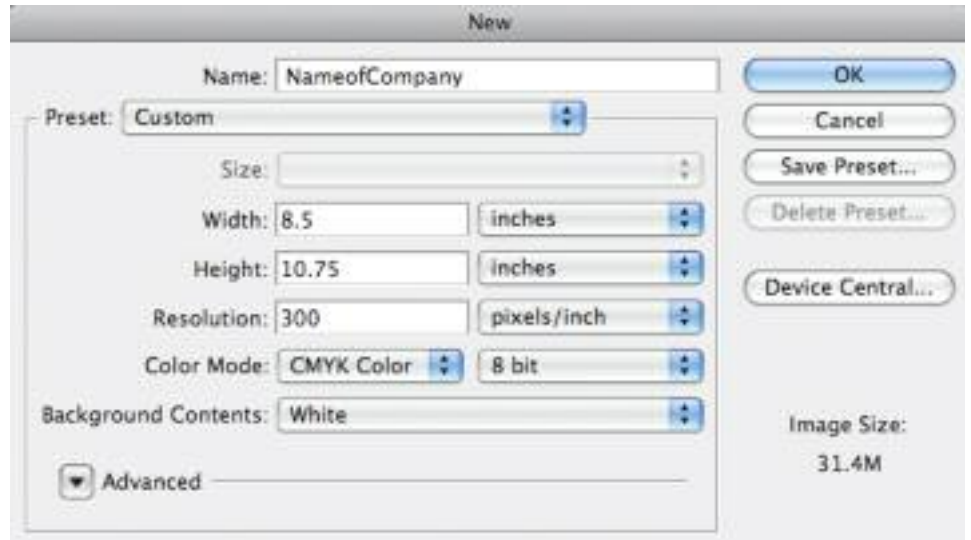 New
Name: NameofCompany
OK
Preset: Custom
Cancel
Size:
Save Preset...
Width: 8.5 inches
Delete Preset...
Height: 10.75 inches
Device Central...
Resolution: 300 pixels/inch
Color Mode: CMYK Color 8 bit
Background Contents: White
Image Size:
31.4M
Advanced